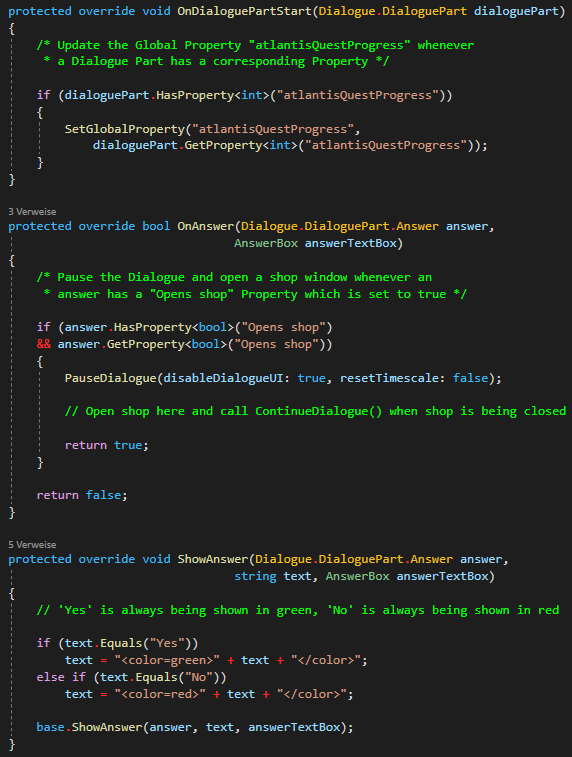 protected override void OnDialoguePartStart(Dialogue.DialoguePart dialoguePart)
{
/* Update the Global Property "atlantisQuestProgress" whenever
* a Dialogue Part has a corresponding Property */
if (dialoguePart.HasProperty<int>("atlantisQuestProgress"))
{
SetGlobalProperty("atlantisQuestProgress",
dialoguePart.GetProperty<int>("atlantisQuestProgress"));
}
}
3 Verweise
protected override bool OnAnswer(Dialogue.DialoguePart.Answer answer,
AnswerBox answerTextBox)
{
/* Pause the Dialogue and open a shop window whenever an
* answer has a "Opens shop" Property which is set to true */
if (answer.HasProperty<bool>("Opens shop")
&& answer.GetProperty<bool>("Opens shop"))
{
PauseDialogue(disableDialogueUI: true, resetTimescale: false);
// Open shop here and call ContinueDialogue() when shop is being closed
return true;
}
return false;
}
5 Verweise
protected override void ShowAnswer(Dialogue.DialoguePart.Answer answer,
string text, AnswerBox answerTextBox)
{
// 'Yes' is always being shown in green, 'No' is always being shown in red
if (text.Equals("Yes"))
text = "<color=green>" + text + "</color>";
else if (text.Equals("No"))
text = "<color=red>" + text + "</color>";
base.ShowAnswer(answer, text, answerTextBox);
}